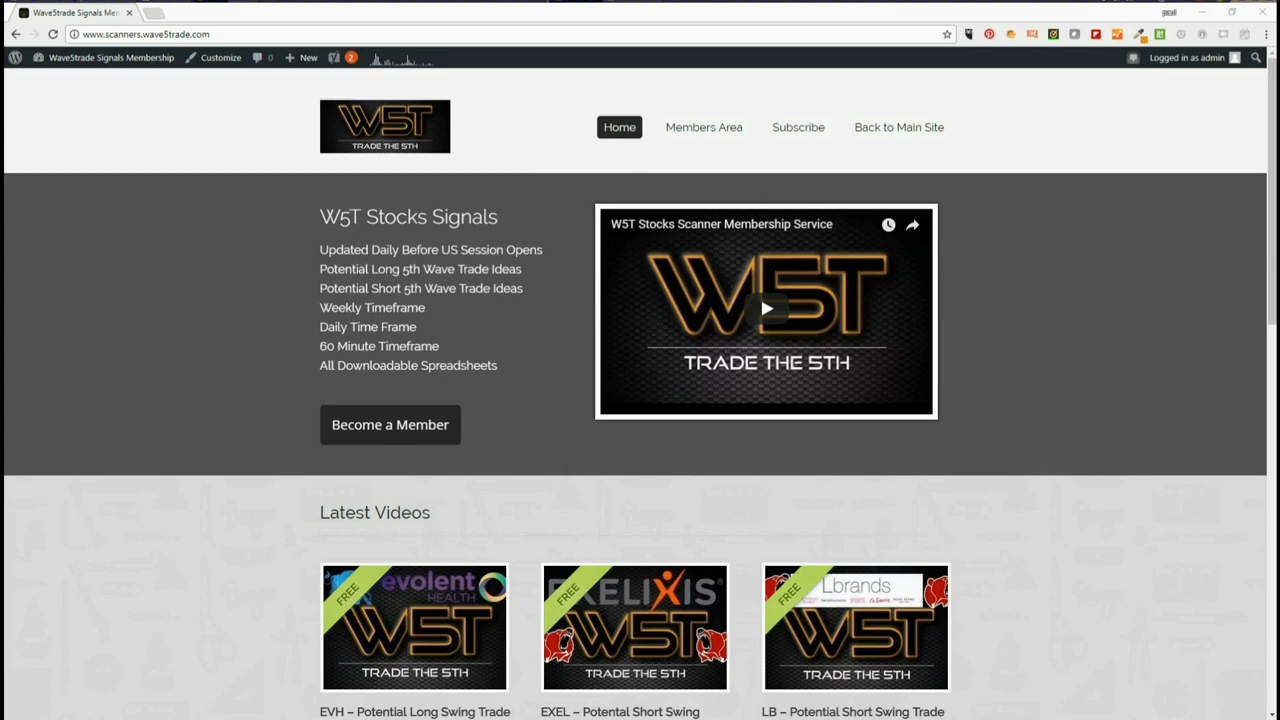 Wave5trade Signals Mem
paul
www.scanners.wave5trade.com
Wave5trade Signals Membership
Customize
0
New
2
Logged in as admin
W5T
TRADE THE 5TH
Home
Members Area
Subscribe
Back to Main Site
W5T Stocks Signals
Updated Daily Before US Session Opens
Potential Long 5th Wave Trade Ideas
Potential Short 5th Wave Trade Ideas
Weekly Timeframe
Daily Time Frame
60 Minute Timeframe
All Downloadable Spreadsheets
Become a Member
W5T Stocks Scanner Membership Service
W5T
TRADE THE 5TH
Latest Videos
FREE
evolent
HEALTH
W5T
TRADE THE 5TH
EVH – Potential Long Swing Trade
FREE
EXELIXIS
W5T
TRADE THE 5TH
EXEL – Potental Short Swing
FREE
Lbrands
W5T
TRADE THE 5TH
LB – Potential Short Swing Trade